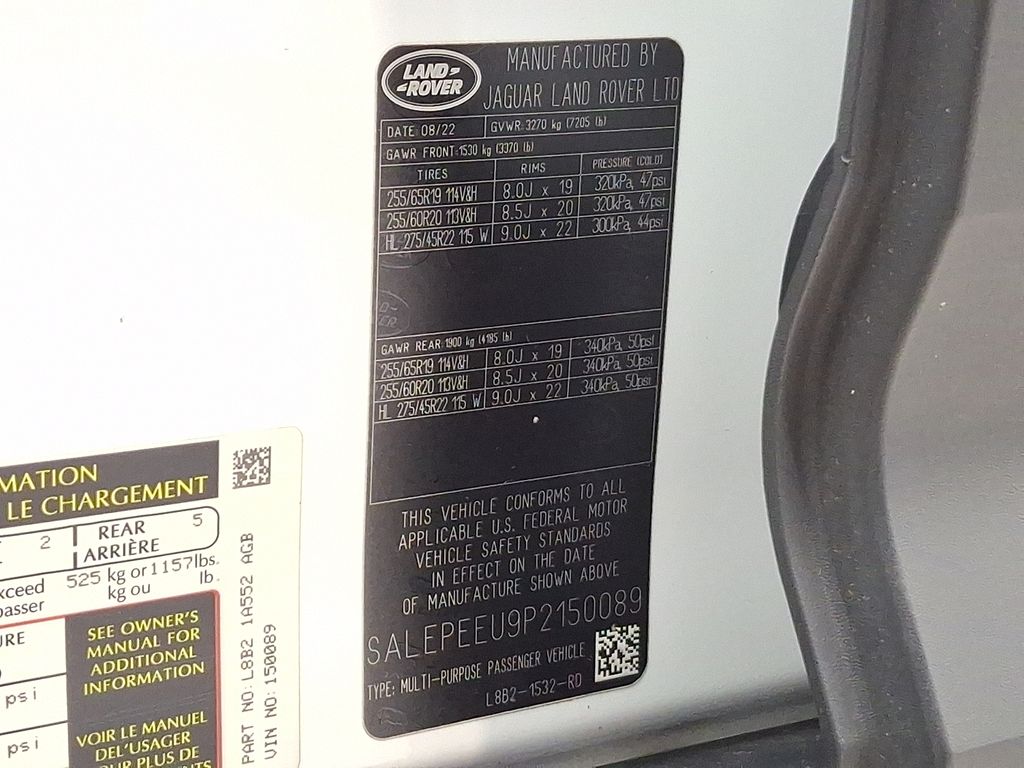 LAND-
-ROVER
MANUFACTURED BY
JAGUAR LAND ROVER LTD
DATE 08/22 GVWR:3270 kg (7205 lb)
GAWR FRONT:1530 kg (3370 lb)
TIRES RIMS PRESSURE (COLD)
255/65R19 114V&H 8.0J x 19 320kPa, 47psi
255/60R20 113V&H 8.5J x 20 320kPa, 47psi
HL 275/45R22 115 W 9.0J x 22 300kPa, 44psi
GAWR REAR:1900 kg (4185 lb)
255/65R19 114V&H 8.0J x 19 340kPa, 50psi
255/60R20 113V&H 8.5J x 20 340kPa, 50psi
HL 275/45R22 115 W 9.0J x 22 340kPa, 50psi
THIS VEHICLE CONFORMS TO ALL
APPLICABLE U.S. FEDERAL MOTOR
VEHICLE SAFETY STANDARDS
IN EFFECT ON THE DATE
OF MANUFACTURE SHOWN ABOVE
SALEPEEU9P2150089
TYPE: MULTI-PURPOSE PASSENGER VEHICLE
L8B2-1532-RD
MATION
LE CHARGEMENT
2 REAR 5
ARRIÈRE
xceed 525 kg or 1157lbs.
passer kg ou lb.
URE
psi
psi
SEE OWNER'S
MANUAL FOR
ADDITIONAL
INFORMATION
VOIR LE MANUEL
DEL'USAGER
OUR PLUS DE
PART NO: L8B2 1A552 AGB
VIN NO: 150089